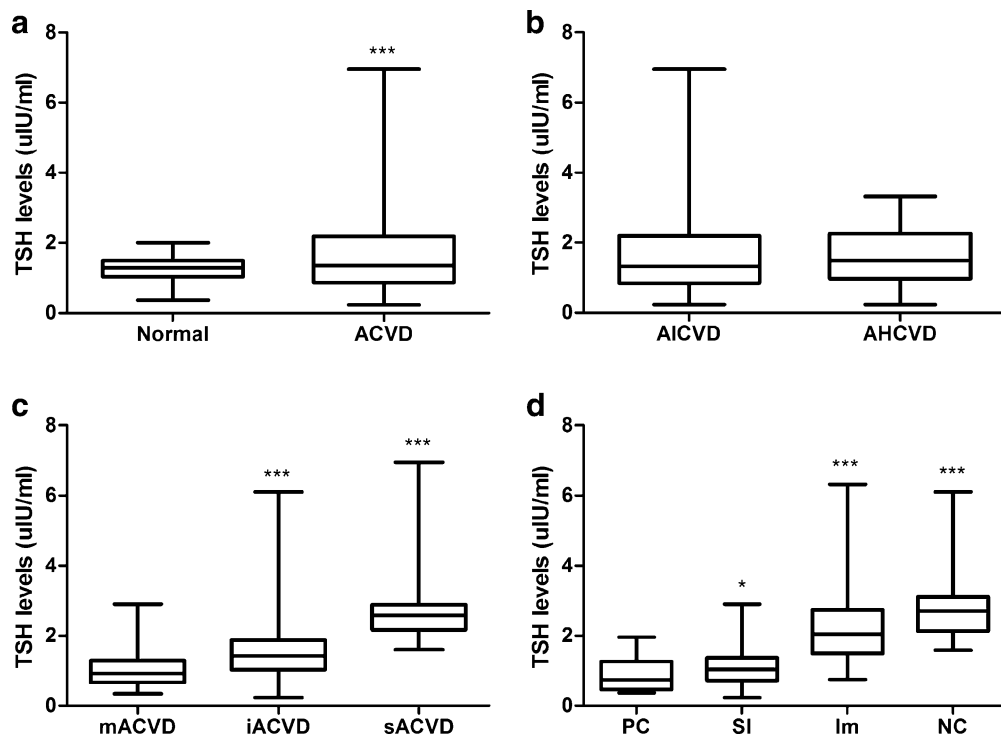 a
TSH levels (uIU/ml)
8
6
4
2
0
***
Normal ACVD
b
TSH levels (uIU/ml)
8
6
4
2
0
AICVD AHCVD
c
TSH levels (uIU/ml)
8
6
4
2
0
*** ***
mACVD iACVD sACVD
d
TSH levels (uIU/ml)
8
6
4
2
0
* *** ***
PC SI Im NC